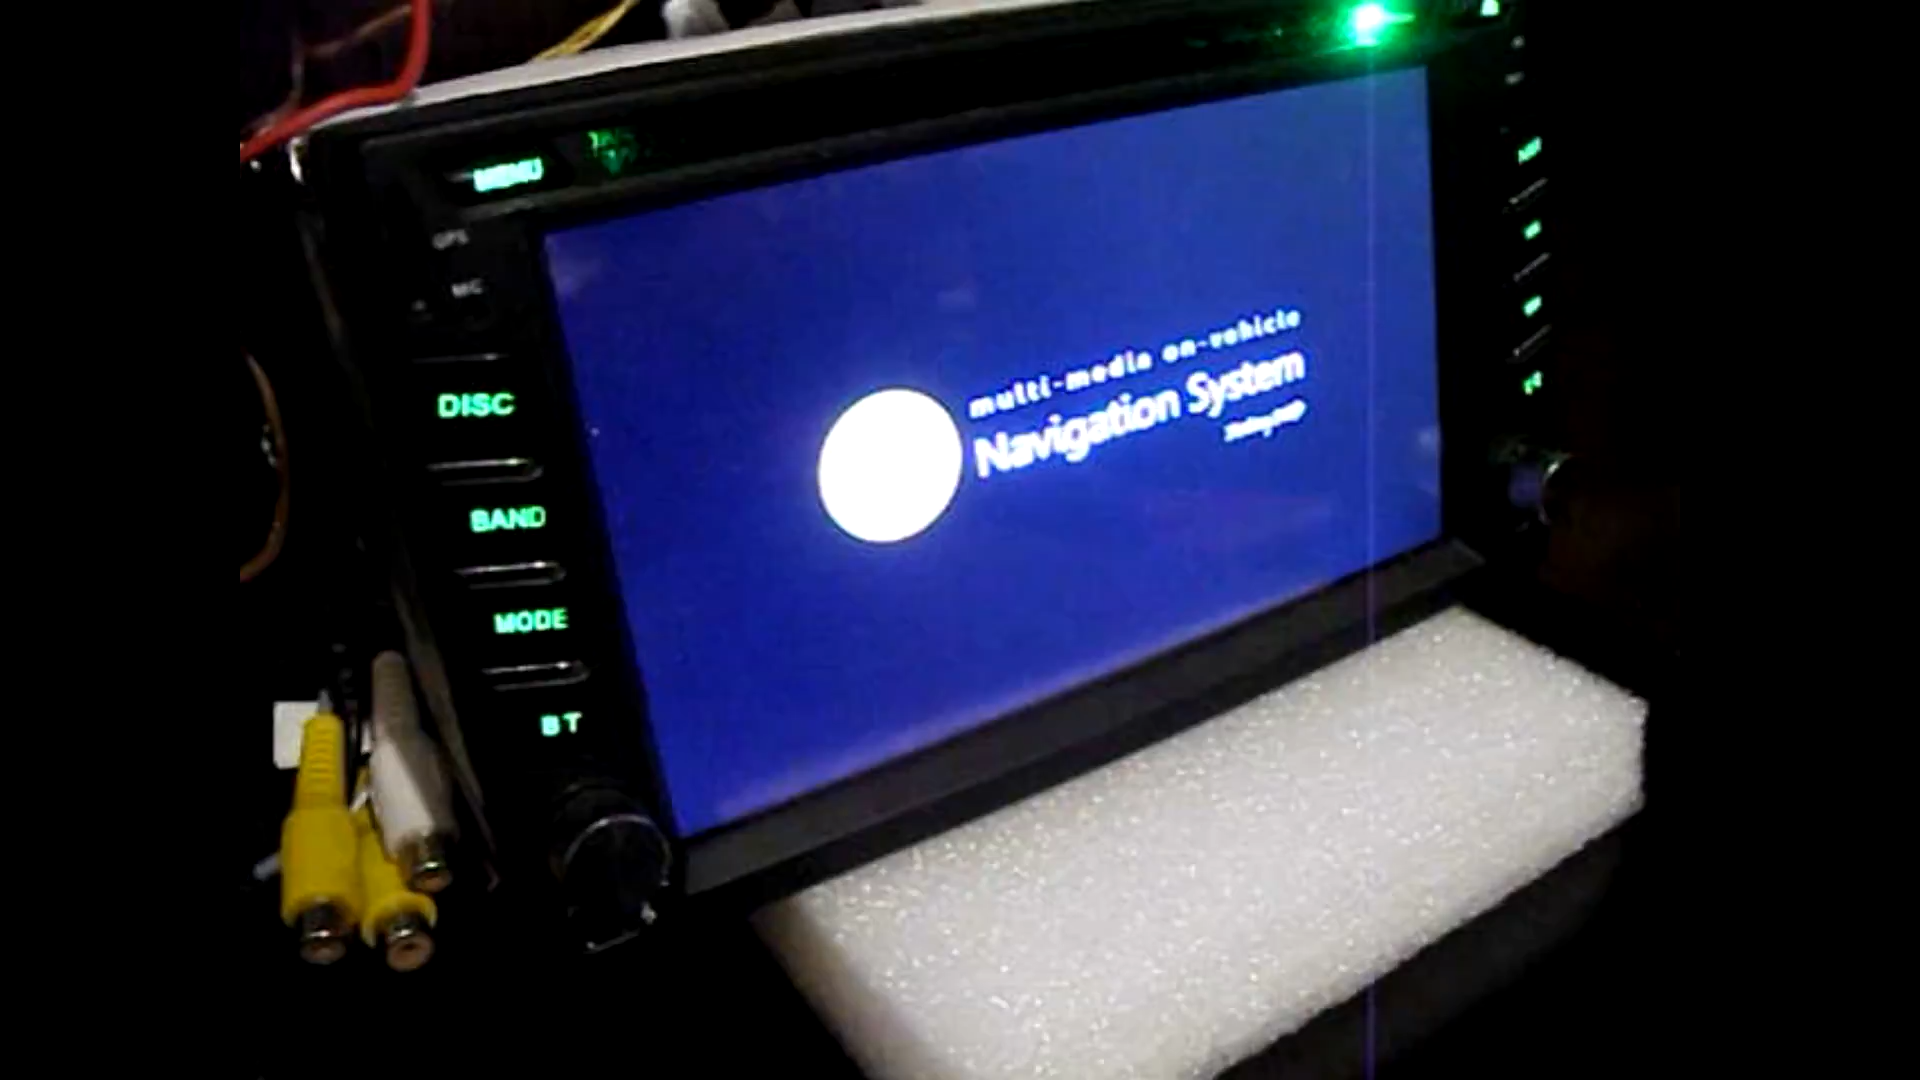 MENU
GPS
MIC
DISC
BAND
MODE
BT
multi-media on-vehicle
Navigation System